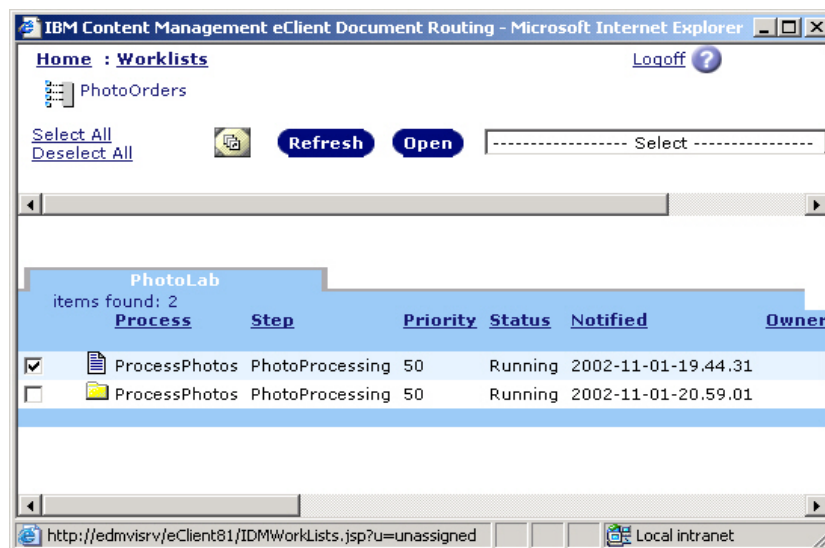 IBM Content Management eClient Document Routing - Microsoft Internet Explorer
Home : Worklists Logoff ?
PhotoOrders
Select All
Deselect All
Refresh Open ------------------ Select ----------------
PhotoLab
items found: 2
Process Step Priority Status Notified Owner
ProcessPhotos PhotoProcessing 50 Running 2002-11-01-19.44.31
ProcessPhotos PhotoProcessing 50 Running 2002-11-01-20.59.01
http://edmvisrv/eClient81/IDMWorkLists.jsp?u=unassigned Local intranet